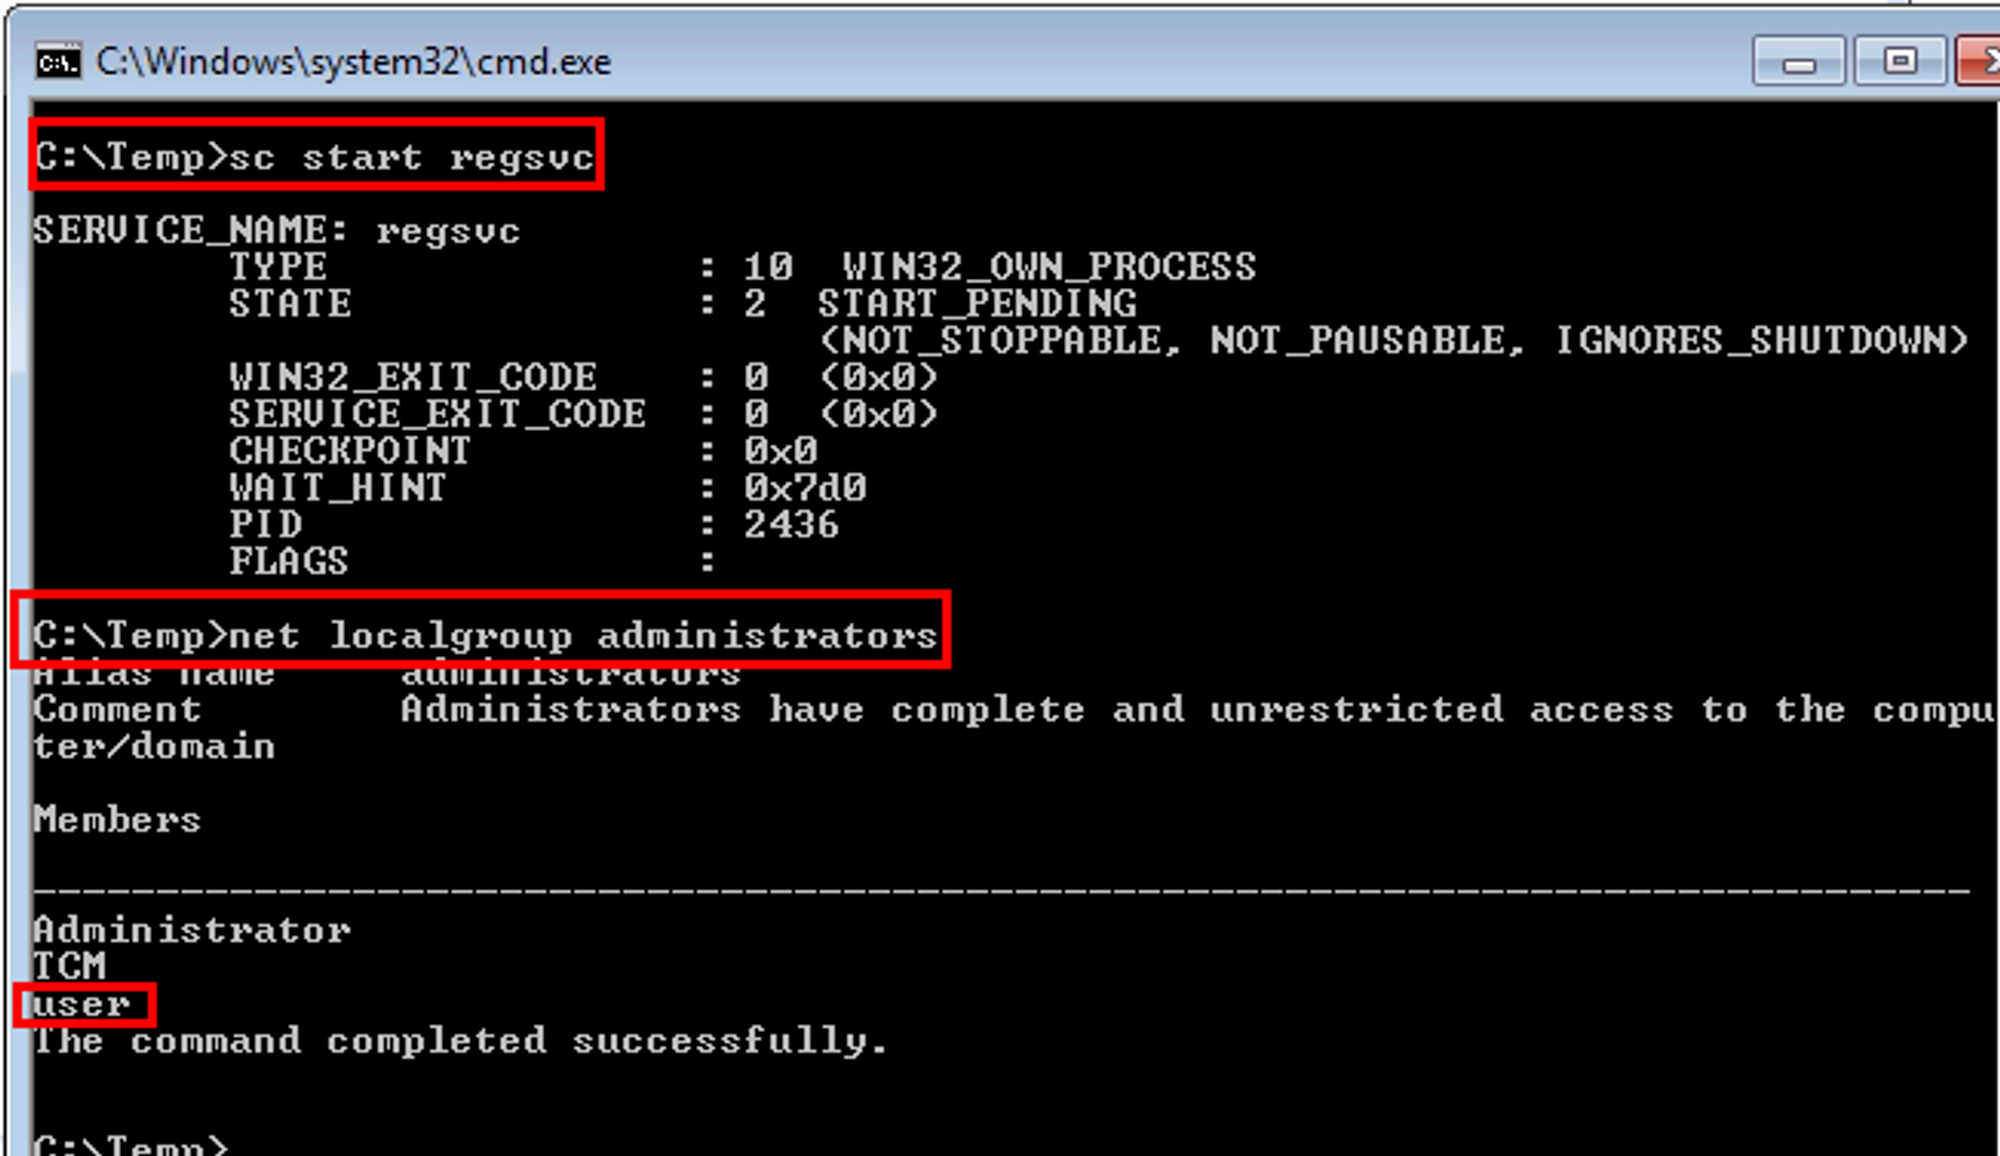 C:\Windows\system32\cmd.exe
C:\Temp>sc start regsvc
SERVICE_NAME: regsvc
TYPE : 10 WIN32_OWN_PROCESS
STATE : 2 START_PENDING
(NOT_STOPPABLE, NOT_PAUSABLE, IGNORES_SHUTDOWN)
WIN32_EXIT_CODE : 0 (0x0)
SERVICE_EXIT_CODE : 0 (0x0)
CHECKPOINT : 0x0
WAIT_HINT : 0x7d0
PID : 2436
FLAGS :
C:\Temp>net localgroup administrators
Alias name administrators
Comment Administrators have complete and unrestricted access to the compu
ter/domain
Members
-------------------------------------------------------------------------------
Administrator
TCM
user
The command completed successfully.
C:\Temp>